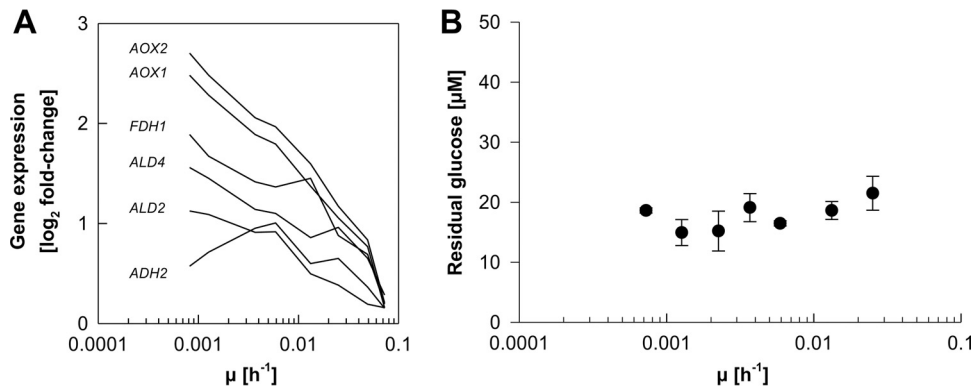 A
Gene expression
[log2 fold-change]
3
2
1
0
AOX2
AOX1
FDH1
ALD4
ALD2
ADH2
0.0001
0.001
0.01
0.1
µ [h-1]
B
Residual glucose [µM]
50
40
30
20
10
0
0.0001
0.001
0.01
0.1
µ [h-1]